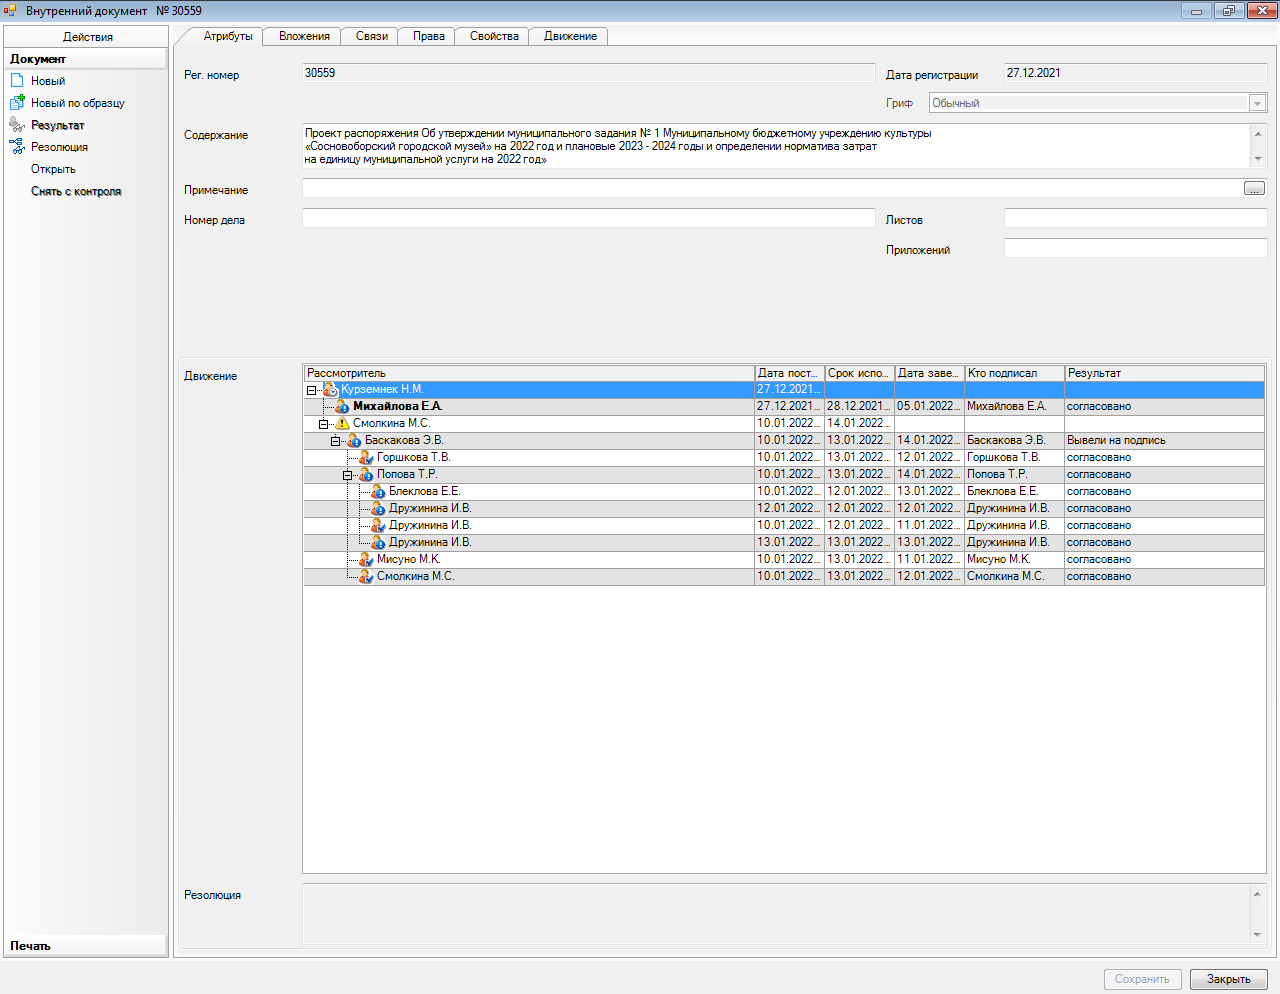 Внутренний документ № 30559
Действия
Документ
Новый
Новый по образцу
Результат
Резолюция
Открыть
Снять с контроля
Печать
Атрибуты Вложения Связи Права Свойства Движение
Рег. номер 30559 Дата регистрации 27.12.2021
Гриф Обычный
Содержание Проект распоряжения Об утверждении муниципального задания № 1 Муниципальному бюджетному учреждению культуры
«Сосновоборский городской музей» на 2022 год и плановые 2023 - 2024 годы и определении норматива затрат
на единицу муниципальной услуги на 2022 год»
Примечание ...
Номер дела Листов
Приложений
Движение
Рассмотритель Дата пост... Срок испо... Дата заве... Кто подписал Результат
Курземнек Н.М. 27.12.2021...
Михайлова Е.А. 27.12.2021... 28.12.2021... 05.01.2022... Михайлова Е.А. согласовано
Смолкина М.С. 10.01.2022... 14.01.2022...
Баскакова Э.В. 10.01.2022... 13.01.2022... 14.01.2022... Баскакова Э.В. Вывели на подпись
Горшкова Т.В. 10.01.2022... 13.01.2022... 12.01.2022... Горшкова Т.В. согласовано
Попова Т.Р. 10.01.2022... 13.01.2022... 14.01.2022... Попова Т.Р. согласовано
Блеклова Е.Е. 10.01.2022... 12.01.2022... 13.01.2022... Блеклова Е.Е. согласовано
Дружинина И.В. 12.01.2022... 12.01.2022... 12.01.2022... Дружинина И.В. согласовано
Дружинина И.В. 10.01.2022... 12.01.2022... 11.01.2022... Дружинина И.В. согласовано
Дружинина И.В. 13.01.2022... 13.01.2022... 13.01.2022... Дружинина И.В. согласовано
Мисуно М.К. 10.01.2022... 13.01.2022... 11.01.2022... Мисуно М.К. согласовано
Смолкина М.С. 10.01.2022... 13.01.2022... 12.01.2022... Смолкина М.С. согласовано
Резолюция
Сохранить Закрыть